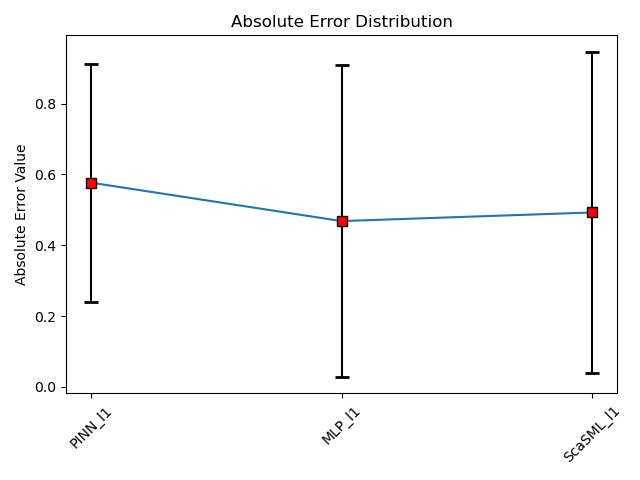 Absolute Error Distribution
Absolute Error Value
0.8
0.6
0.4
0.2
0.0
PINN_l1
MLP_l1
ScaSML_l1